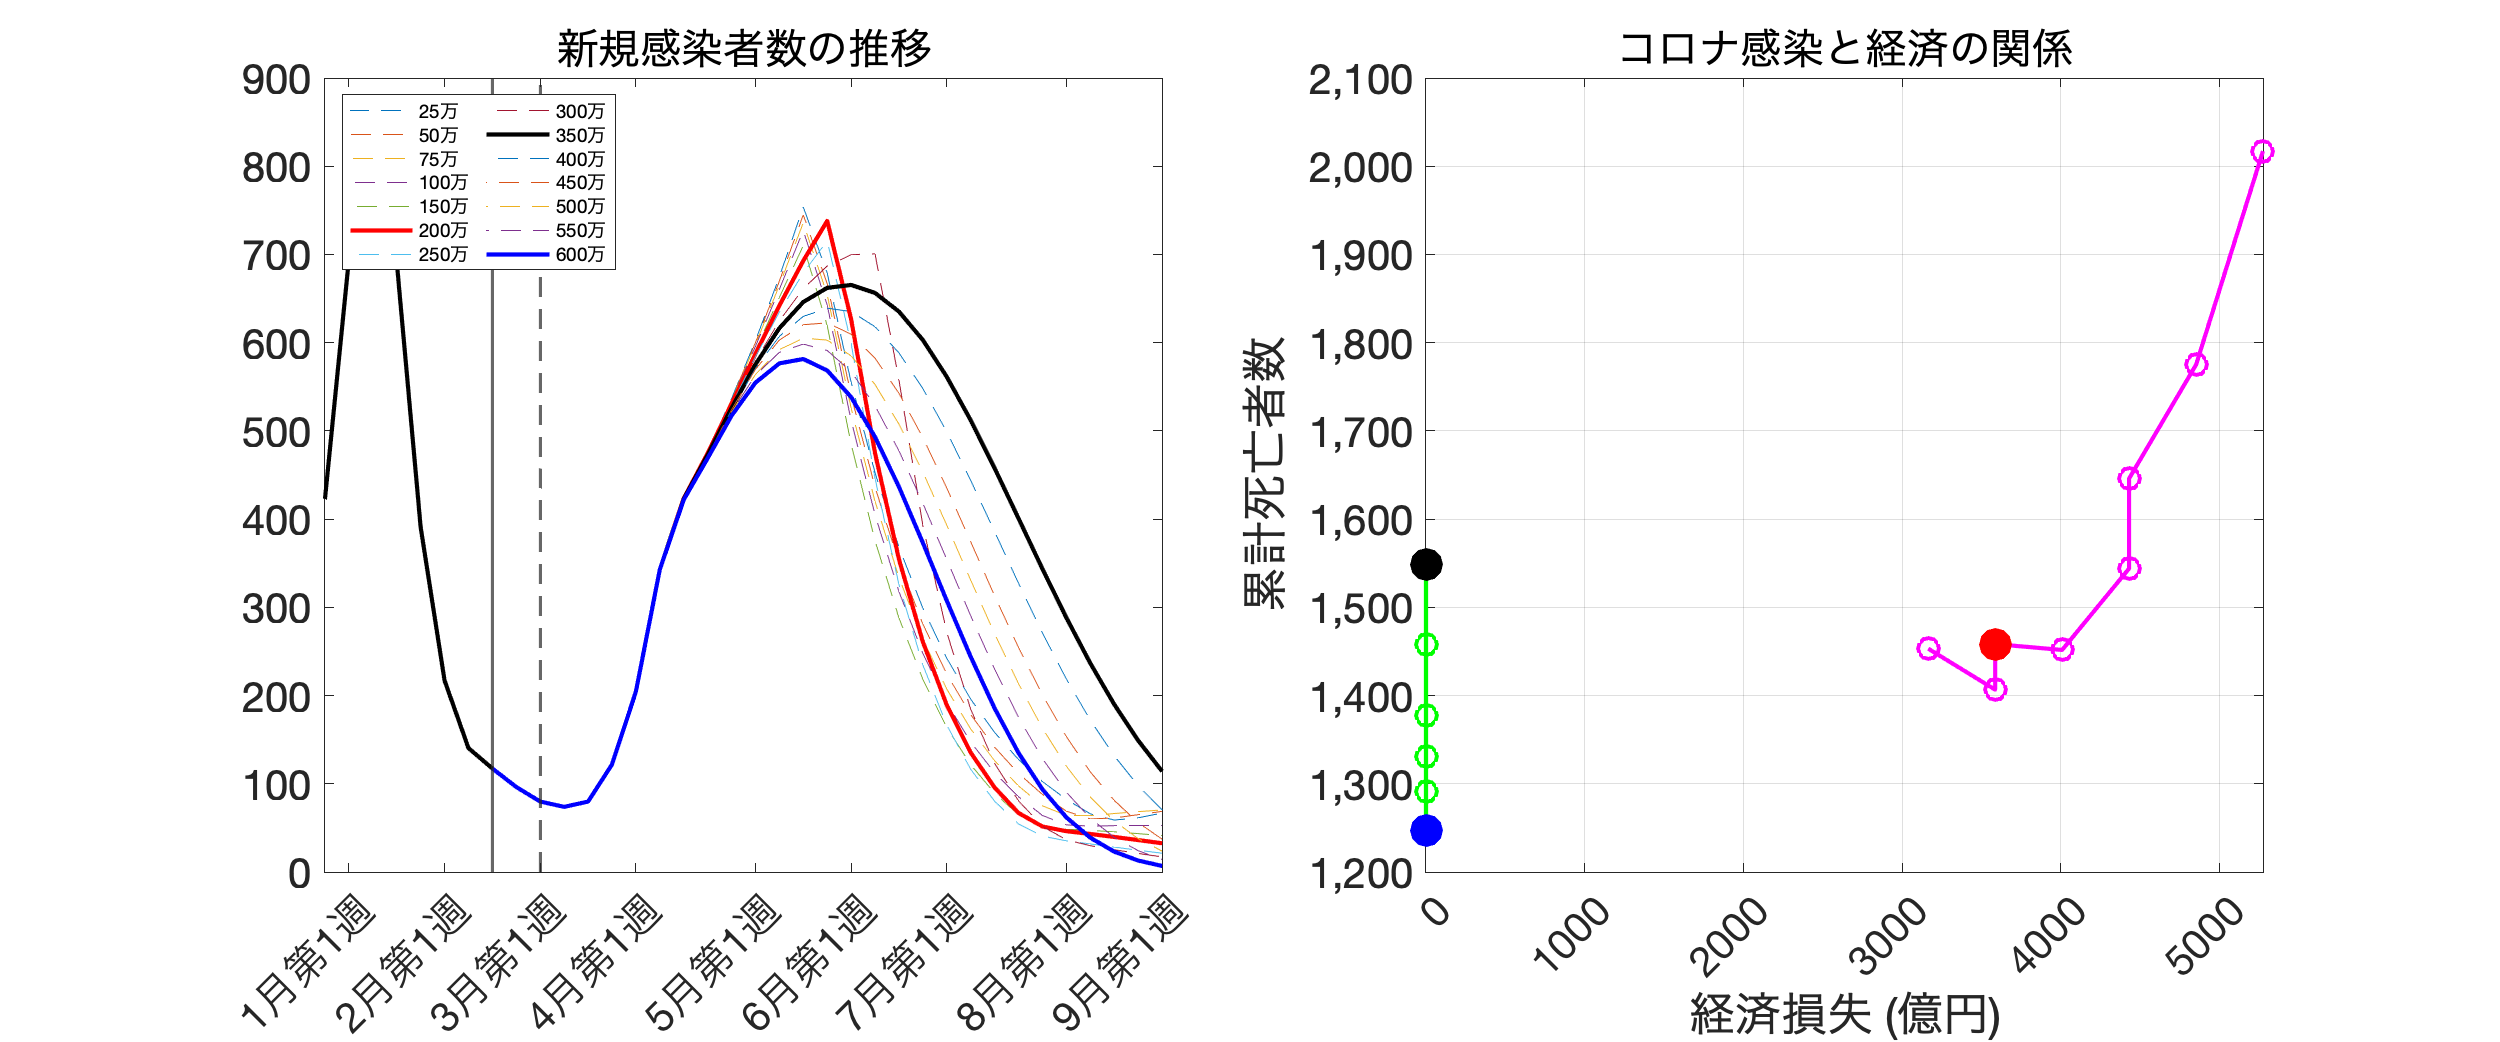 新規感染者数の推移
900
800
700
600
500
400
300
200
100
0
25万
50万
75万
100万
150万
200万
250万
300万
350万
400万
450万
500万
550万
600万
1月第1週
2月第1週
3月第1週
4月第1週
5月第1週
6月第1週
7月第1週
8月第1週
9月第1週
コロナ感染と経済の関係
累計死亡者数
2,100
2,000
1,900
1,800
1,700
1,600
1,500
1,400
1,300
1,200
0
1000
2000
3000
4000
5000
経済損失 (億円)